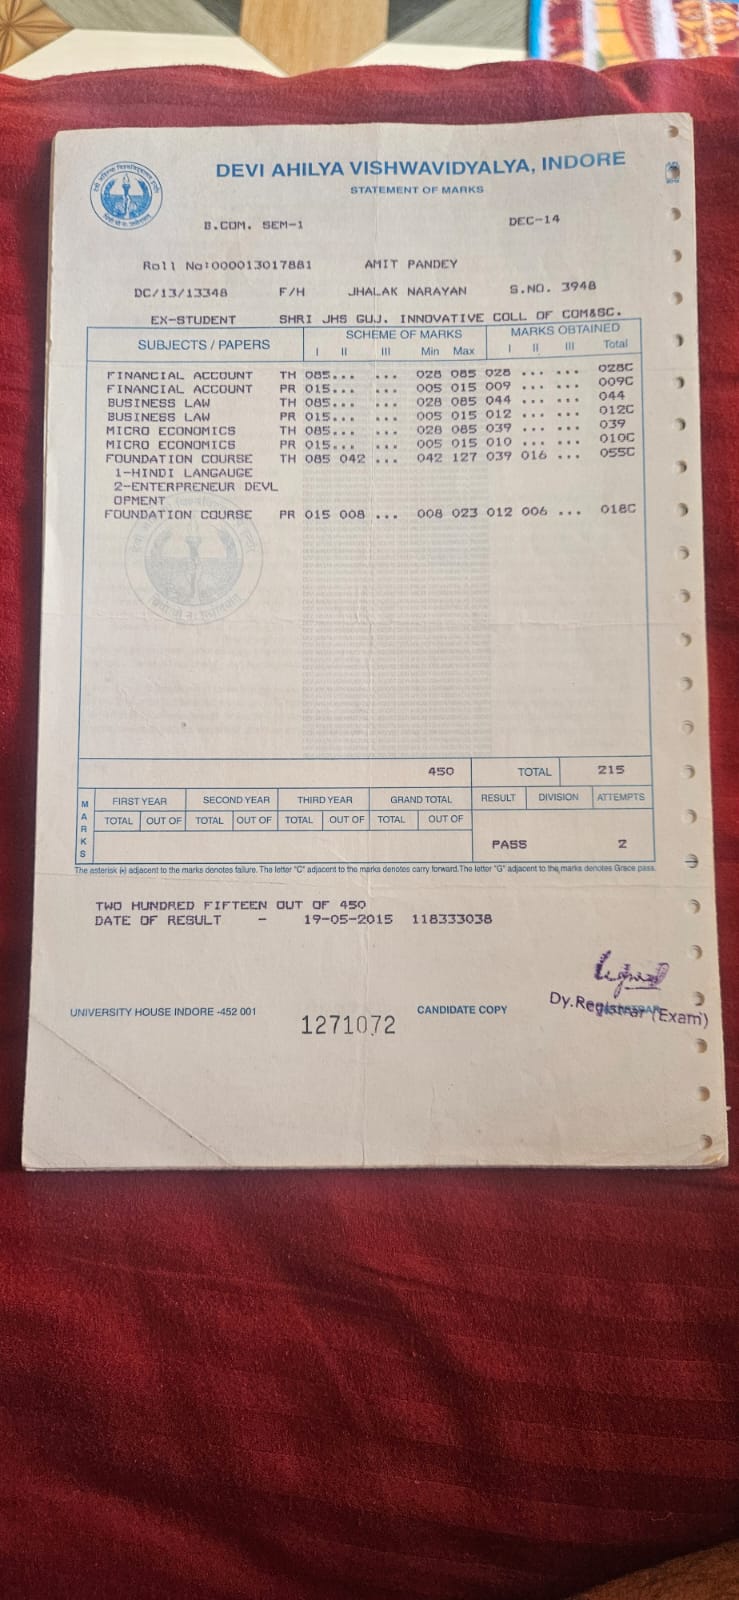 DEVI AHILYA VISHWAVIDYALYA, INDORE
STATEMENT OF MARKS
B.COM. SEM-1 DEC-14
Roll No:000013017881 AMIT PANDEY
DC/13/13348 F/H JHALAK NARAYAN S.NO. 3948
EX-STUDENT SHRI JHS GUJ. INNOVATIVE COLL OF COM&SC.
SUBJECTS / PAPERS SCHEME OF MARKS MARKS OBTAINED
I II III Min Max I II III Total
FINANCIAL ACCOUNT TH 085... ... 028 085 028 ... ... 028C
FINANCIAL ACCOUNT PR 015... ... 005 015 009 ... ... 009C
BUSINESS LAW TH 085... ... 028 085 044 ... ... 044
BUSINESS LAW PR 015... ... 005 015 012 ... ... 012C
MICRO ECONOMICS TH 085... ... 028 085 039 ... ... 039
MICRO ECONOMICS PR 015... ... 005 015 010 ... ... 010C
FOUNDATION COURSE TH 085 042 ... 042 127 039 016 ... 055C
1-HINDI LANGAUGE
2-ENTERPRENEUR DEVL
OPMENT
FOUNDATION COURSE PR 015 008 ... 008 023 012 006 ... 018C
450 TOTAL 215
MARKS FIRST YEAR SECOND YEAR THIRD YEAR GRAND TOTAL RESULT DIVISION ATTEMPTS
TOTAL OUT OF TOTAL OUT OF TOTAL OUT OF TOTAL OUT OF
PASS 2
The asterisk (*) adjacent to the marks denotes failure. The letter "C" adjacent to the marks denotes carry forward.The letter "G" adjacent to the marks denotes Grace pass.
TWO HUNDRED FIFTEEN OUT OF 450
DATE OF RESULT - 19-05-2015 118333038
Dy.Registrar (Exam)
UNIVERSITY HOUSE INDORE -452 001 CANDIDATE COPY
1271072